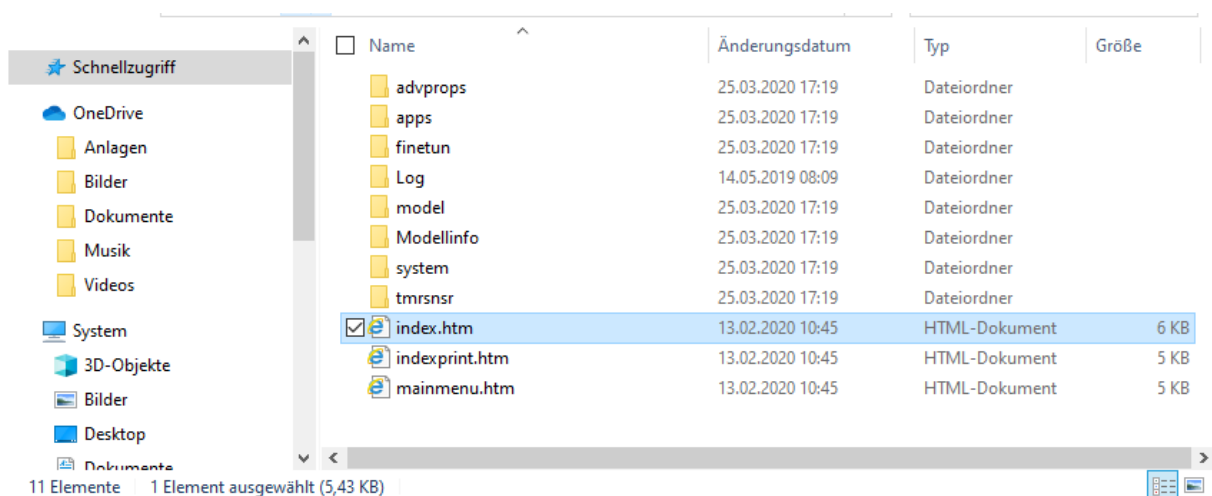 Name Änderungsdatum Typ Größe
Schnellzugriff
OneDrive
Anlagen
Bilder
Dokumente
Musik
Videos
System
3D-Objekte
Bilder
Desktop
Dokumente
advprops 25.03.2020 17:19 Dateiordner
apps 25.03.2020 17:19 Dateiordner
finetun 25.03.2020 17:19 Dateiordner
Log 14.05.2019 08:09 Dateiordner
model 25.03.2020 17:19 Dateiordner
Modellinfo 25.03.2020 17:19 Dateiordner
system 25.03.2020 17:19 Dateiordner
tmrsnsr 25.03.2020 17:19 Dateiordner
index.htm 13.02.2020 10:45 HTML-Dokument 6 KB
indexprint.htm 13.02.2020 10:45 HTML-Dokument 5 KB
mainmenu.htm 13.02.2020 10:45 HTML-Dokument 5 KB
11 Elemente 1 Element ausgewählt (5,43 KB)